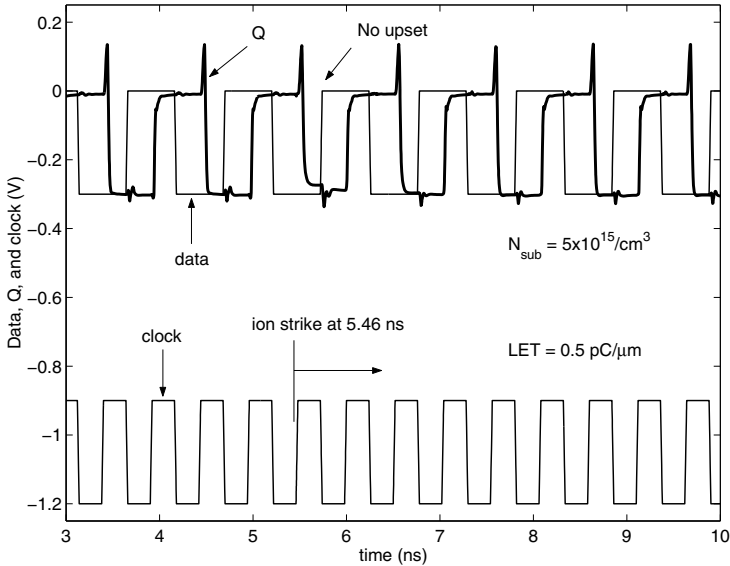 0.2
0
−0.2
−0.4
−0.6
−0.8
−1
−1.2
Data, Q, and clock (V)
Q
No upset
data
N_sub = 5x10^15/cm^3
ion strike at 5.46 ns
clock
LET = 0.5 pC/μm
3 4 5 6 7 8 9 10
time (ns)